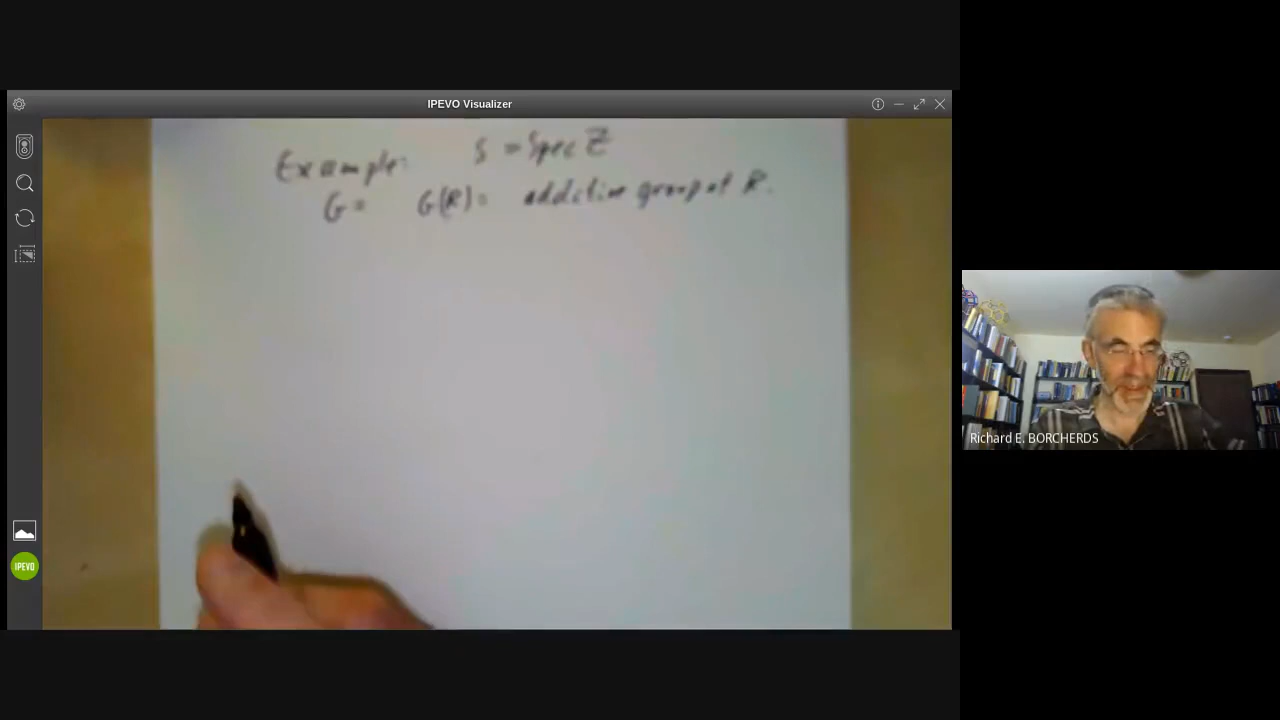 IPEVO Visualizer
Example: S = Spec Z
G = G(R) = additive group of R.
IPEVO
Richard E. BORCHERDS